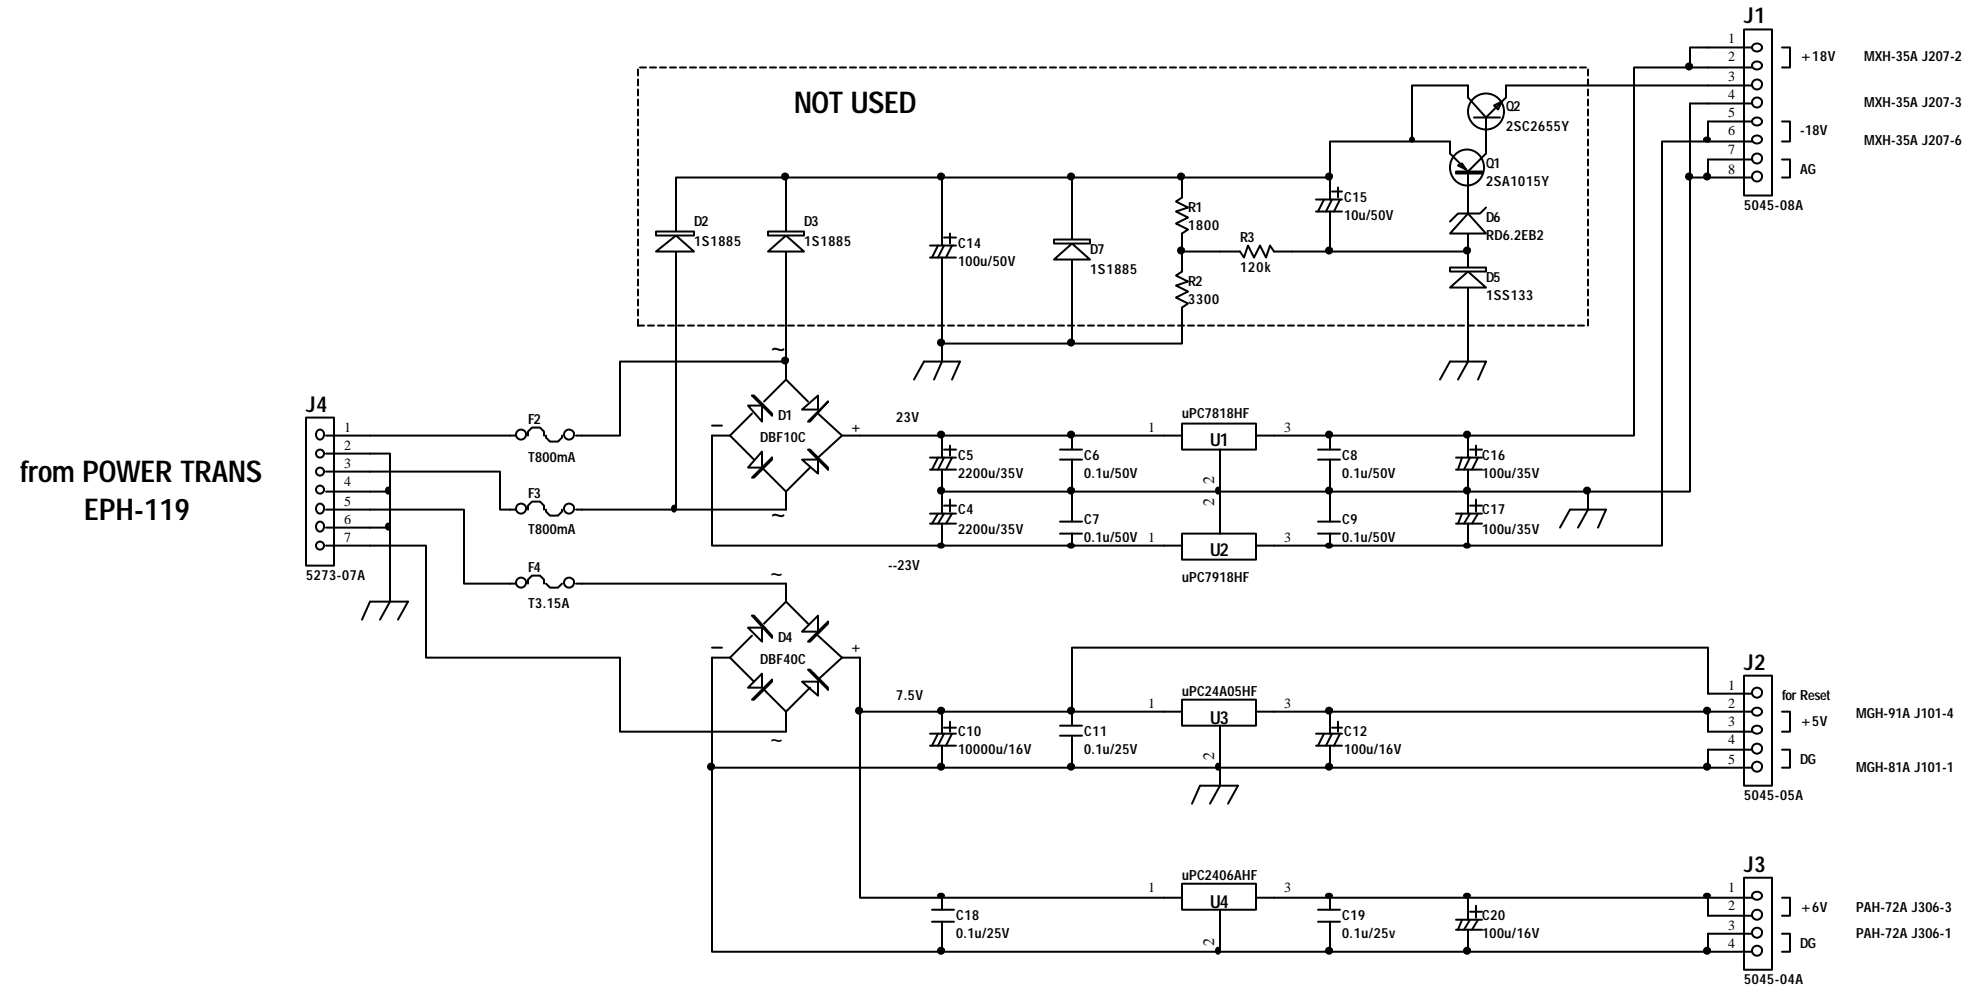 J1
1
2
3
4
5
6
7
8
+18V
-18V
AG
5045-08A
MXH-35A J207-2
MXH-35A J207-3
MXH-35A J207-6
NOT USED
Q2
2SC2655Y
Q1
2SA1015Y
D2
1S1885
D3
1S1885
+
C14
100u/50V
D7
1S1885
R1
1800
R2
3300
R3
120k
+
C15
10u/50V
D6
RD6.2EB2
D5
1SS133
from POWER TRANS
EPH-119
J4
1
2
3
4
5
6
7
5273-07A
F2
T800mA
F3
T800mA
F4
T3.15A
~
D1
DBF10C
−
+
~
23V
--23V
+
C5
2200u/35V
+
C4
2200u/35V
C6
0.1u/50V
C7
0.1u/50V
uPC7818HF
1
U1
3
2
2
1
U2
3
uPC7918HF
C8
0.1u/50V
C9
0.1u/50V
+
C16
100u/35V
+
C17
100u/35V
~
D4
DBF40C
−
+
~
7.5V
+
C10
10000u/16V
C11
0.1u/25V
uPC24A05HF
1
U3
3
2
+
C12
100u/16V
J2
1
2
3
4
5
for Reset
+5V
DG
5045-05A
MGH-91A J101-4
MGH-81A J101-1
C18
0.1u/25V
uPC2406AHF
1
U4
3
2
C19
0.1u/25v
+
C20
100u/16V
J3
1
2
3
4
+6V
DG
5045-04A
PAH-72A J306-3
PAH-72A J306-1